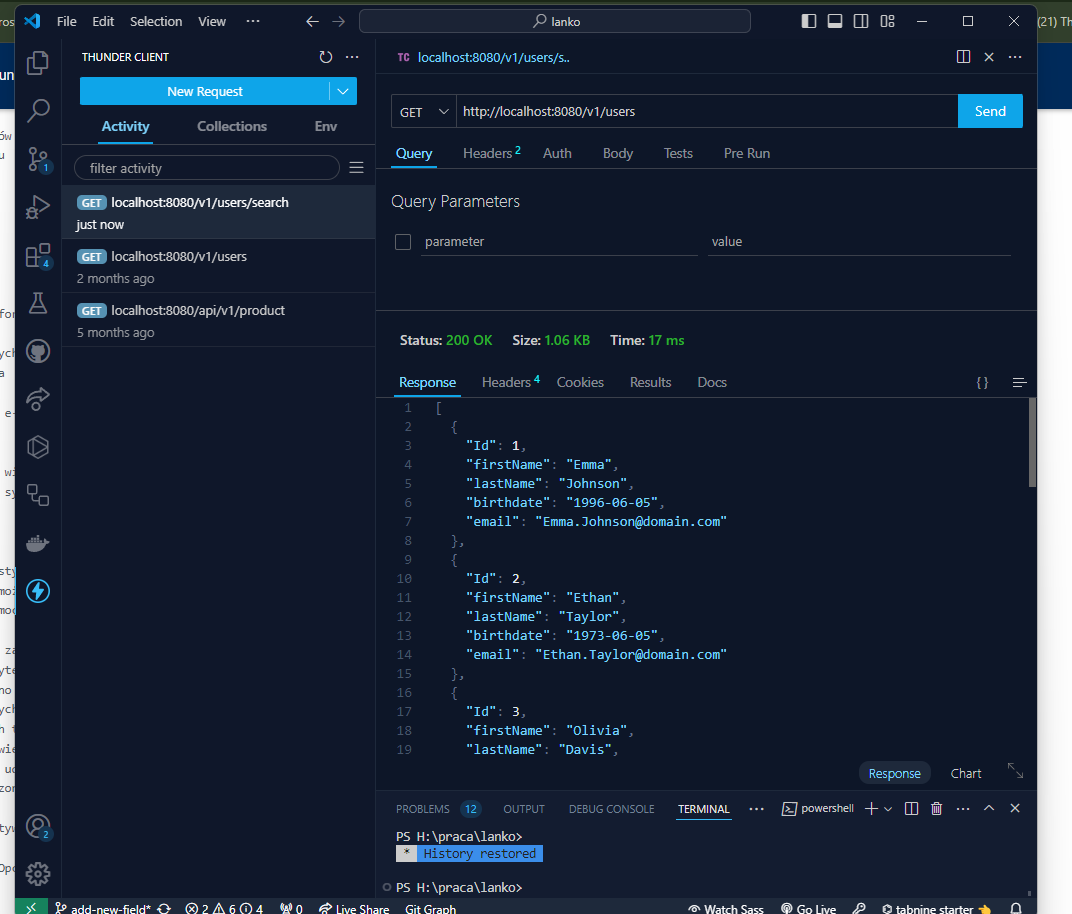 File Edit Selection View ··· lanko
THUNDER CLIENT
New Request
Activity Collections Env
filter activity
GET localhost:8080/v1/users/search
just now
GET localhost:8080/v1/users
2 months ago
GET localhost:8080/api/v1/product
5 months ago
TC localhost:8080/v1/users/s..
GET http://localhost:8080/v1/users Send
Query Headers 2 Auth Body Tests Pre Run
Query Parameters
parameter value
Status: 200 OK Size: 1.06 KB Time: 17 ms
Response Headers 4 Cookies Results Docs {}
1 [
2 {
3 "Id": 1,
4 "firstName": "Emma",
5 "lastName": "Johnson",
6 "birthdate": "1996-06-05",
7 "email": "Emma.Johnson@domain.com"
8 },
9 {
10 "Id": 2,
11 "firstName": "Ethan",
12 "lastName": "Taylor",
13 "birthdate": "1973-06-05",
14 "email": "Ethan.Taylor@domain.com"
15 },
16 {
17 "Id": 3,
18 "firstName": "Olivia",
19 "lastName": "Davis",
Response Chart
PROBLEMS 12 OUTPUT DEBUG CONSOLE TERMINAL ··· powershell
PS H:\praca\lanko>
* History restored
PS H:\praca\lanko>
1
4
2
add-new-field* 2 6 4 0 Live Share Git Graph Watch Sass Go Live tabnine starter
(21) Th